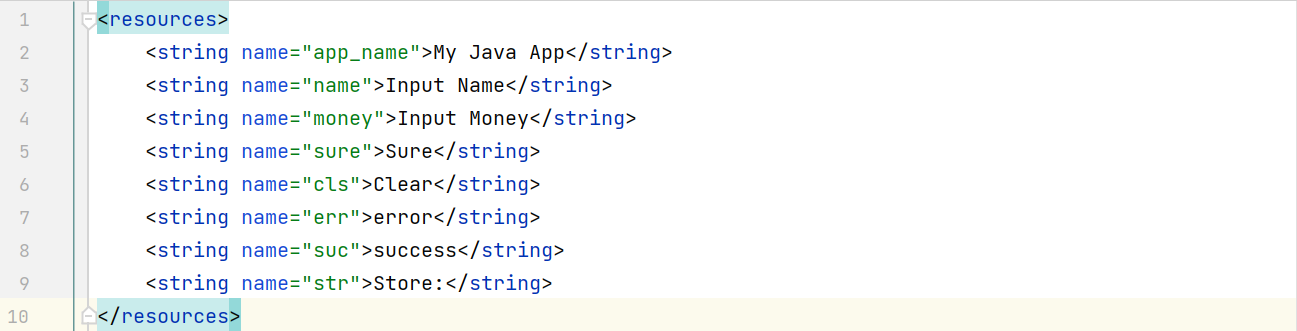 1 <resources>
2     <string name="app_name">My Java App</string>
3     <string name="name">Input Name</string>
4     <string name="money">Input Money</string>
5     <string name="sure">Sure</string>
6     <string name="cls">Clear</string>
7     <string name="err">error</string>
8     <string name="suc">success</string>
9     <string name="str">Store:</string>
10 </resources>